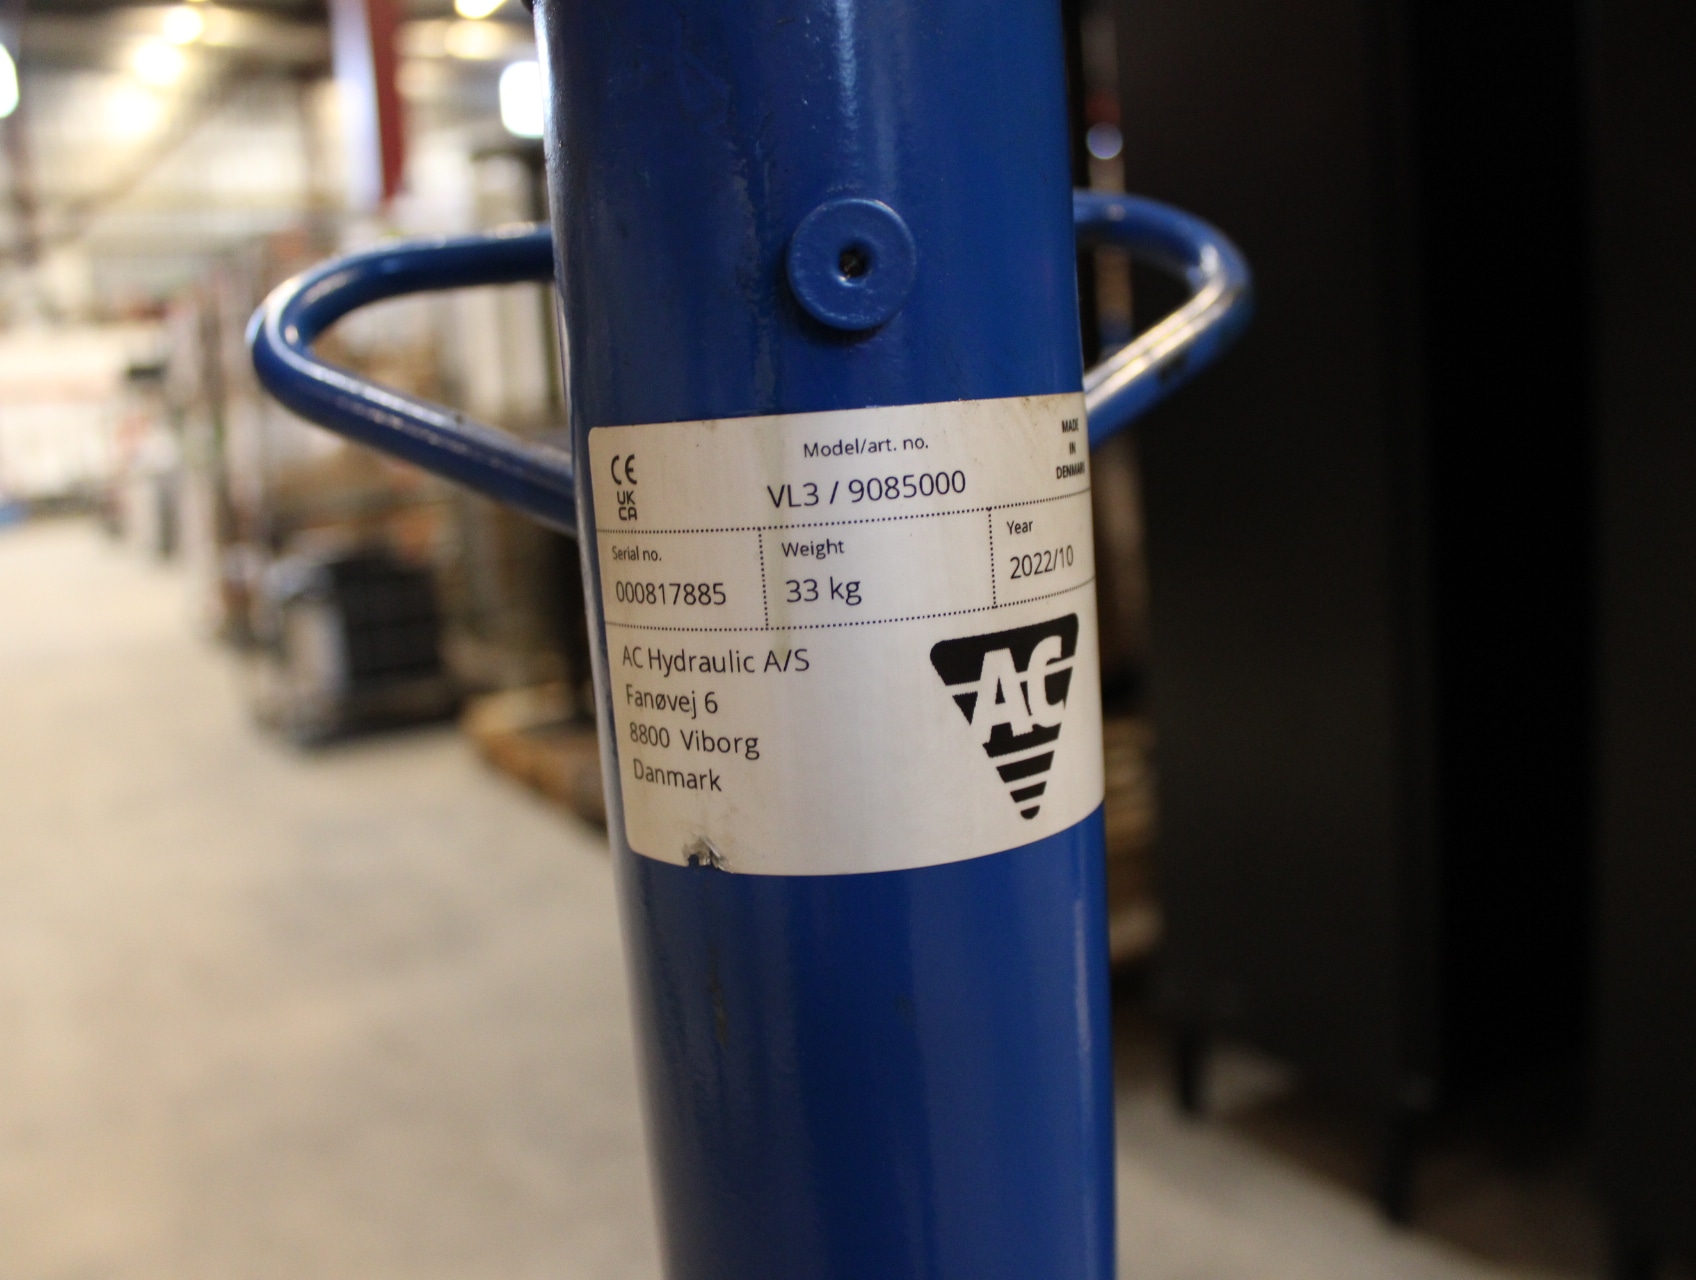 CE
UK
CA
Model/art. no.
VL3 / 9085000
MADE
IN
DENMARK
Serial no.
000817885
Weight
33 kg
Year
2022/10
AC Hydraulic A/S
Fanøvej 6
8800 Viborg
Danmark
AC